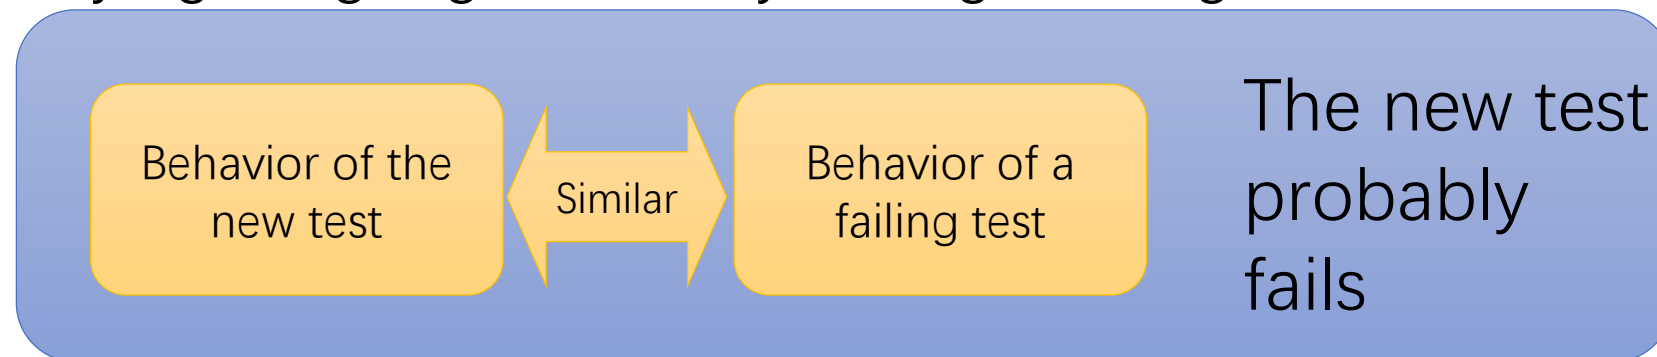 Behavior of the
new test
Similar
Behavior of a
failing test
The new test
probably
fails